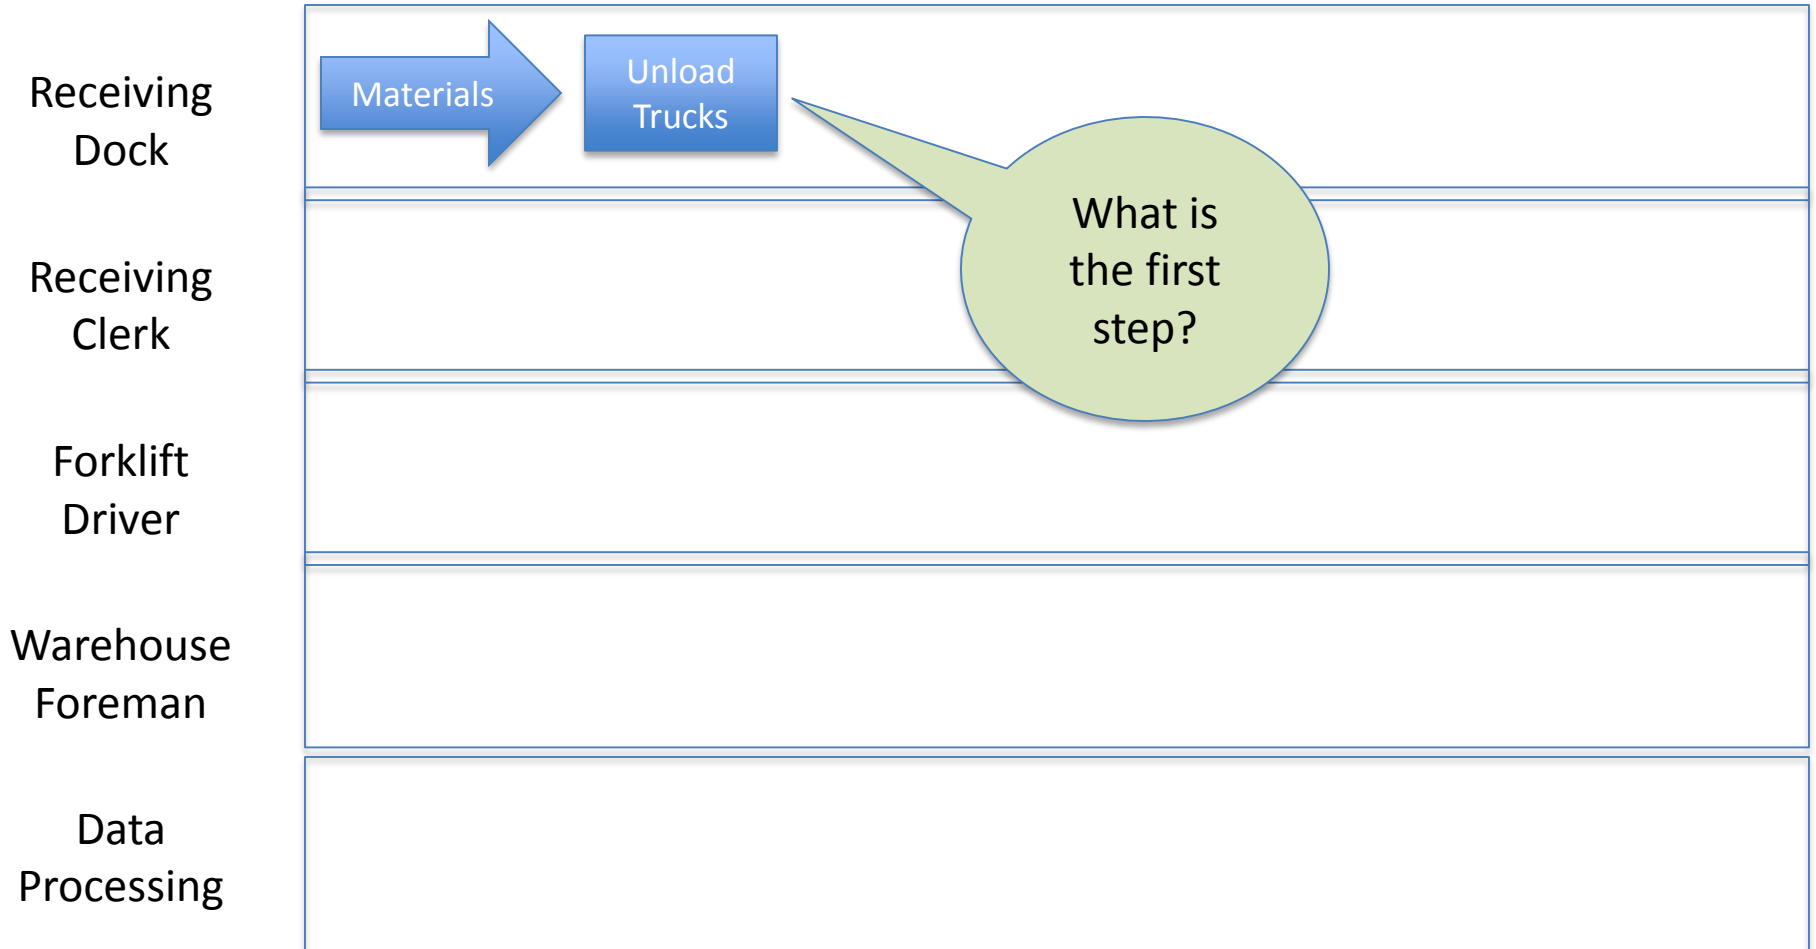 Receiving
Dock
Materials
Unload
Trucks
What is
the first
step?
Receiving
Clerk
Forklift
Driver
Warehouse
Foreman
Data
Processing